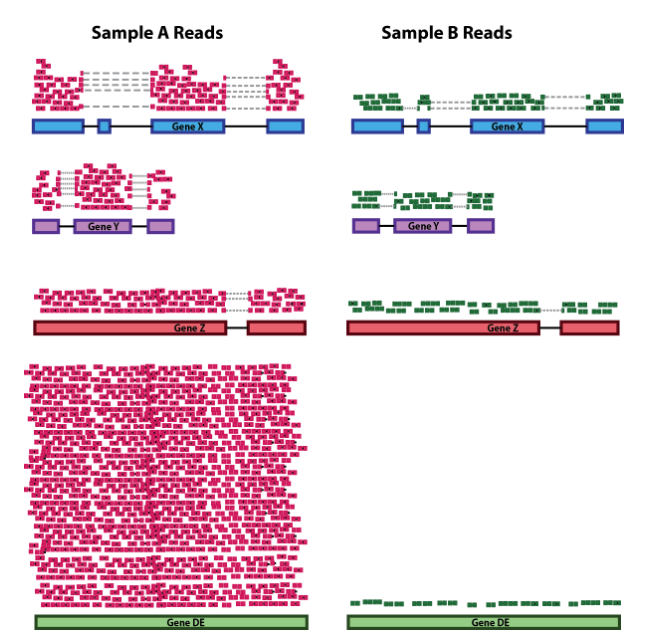 Sample A Reads
Sample B Reads
Gene X
Gene X
Gene Y
Gene Y
Gene Z
Gene Z
Gene DE
Gene DE